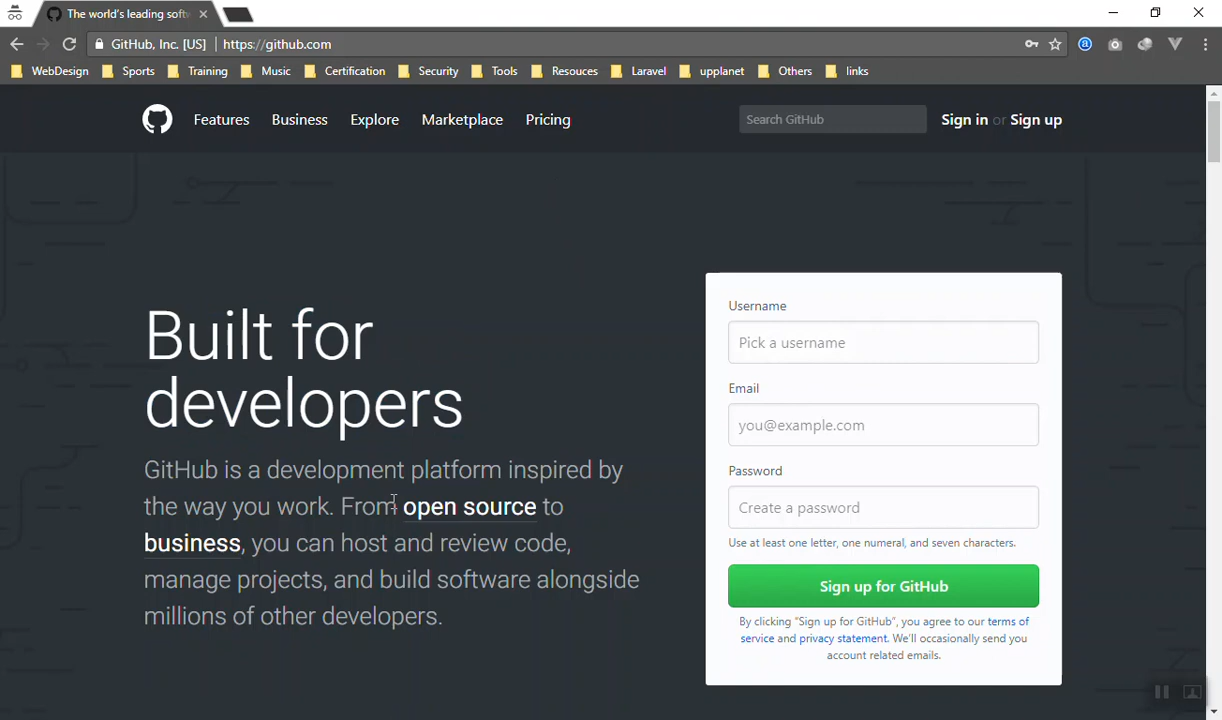 The world's leading softw
GitHub, Inc. [US] https://github.com
WebDesign Sports Training Music Certification Security Tools Resouces Laravel upplanet Others links
Features Business Explore Marketplace Pricing Search GitHub Sign in or Sign up
Built for
developers
GitHub is a development platform inspired by
the way you work. From open source to
business, you can host and review code,
manage projects, and build software alongside
millions of other developers.
Username
Pick a username
Email
you@example.com
Password
Create a password
Use at least one letter, one numeral, and seven characters.
Sign up for GitHub
By clicking “Sign up for GitHub”, you agree to our terms of
service and privacy statement. We’ll occasionally send you
account related emails.